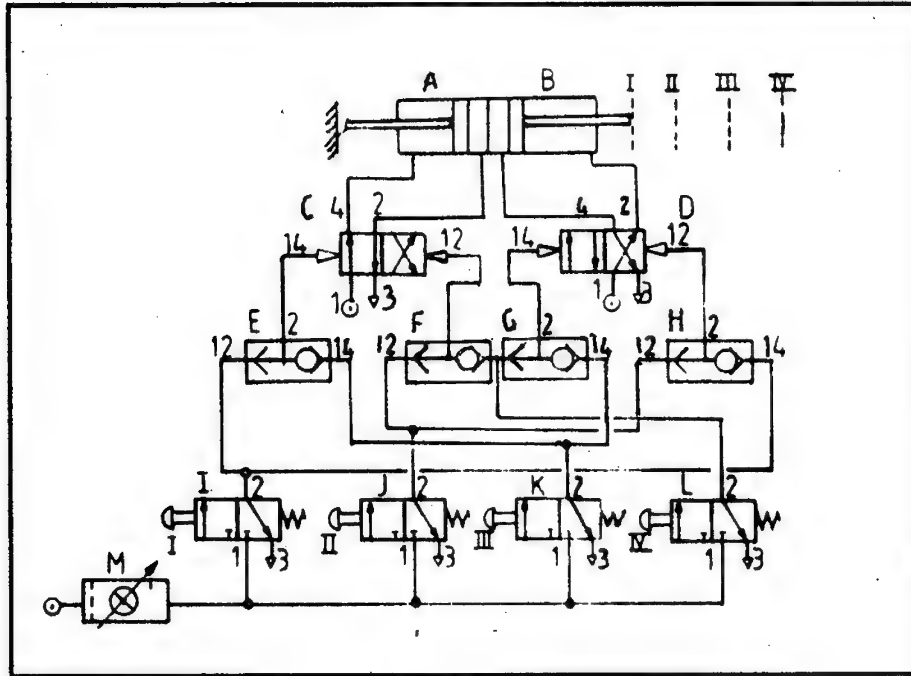 A B I II III IV
C 4 2 4 2 D
14 12 14 12
1 3 1 3
E 2 F G H 2
12 14 12 14 12 14
I 2 J 2 K 2 L 2
I 1 3 II 1 3 III 1 3 IV 1 3
M